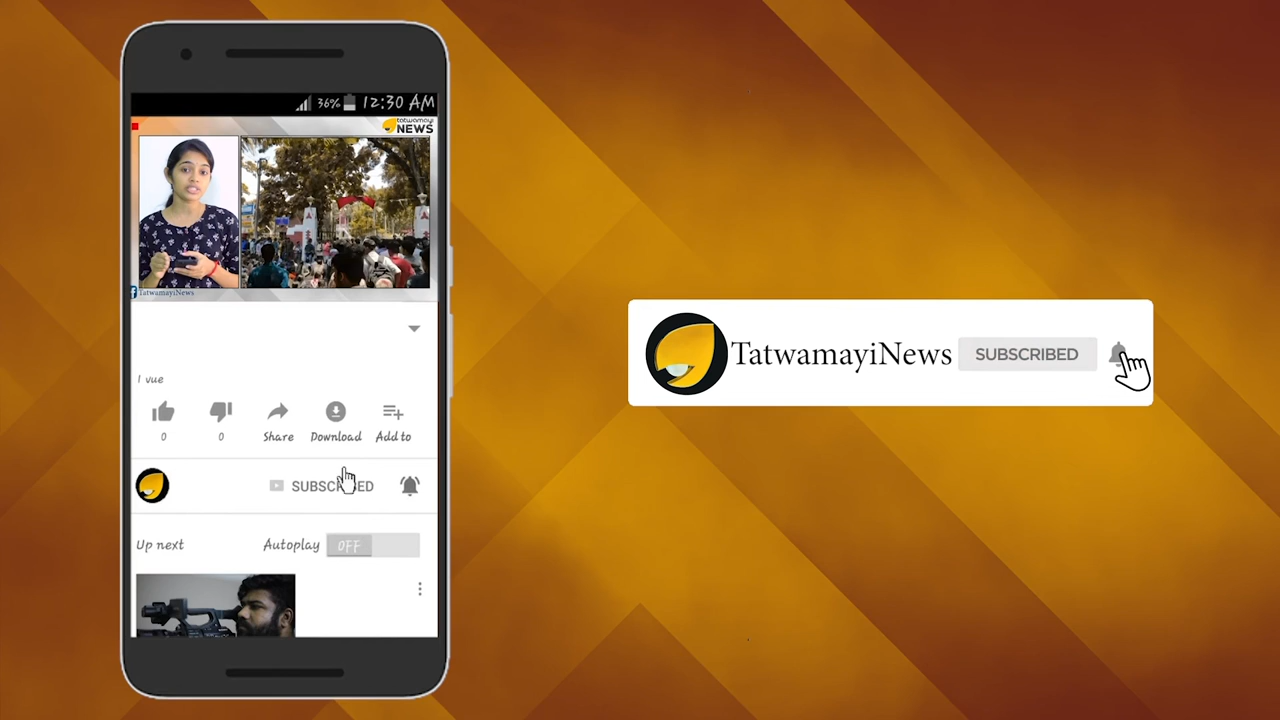 36% 12:30 AM
tatwamayi
NEWS
TatwamayiNews
1 vue
0 0 Share Download Add to
SUBSCRIBED
Up next Autoplay OFF
TatwamayiNews SUBSCRIBED